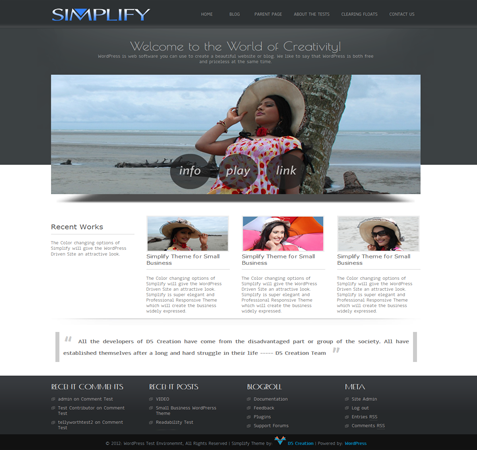 SIMPLIFY
HOME BLOG PARENT PAGE ABOUT THE TESTS CLEARING FLOATS CONTACT US
Welcome to the World of Creativity!
WordPress is web software you can use to create a beautiful website or blog. We like to say that WordPress is both free
and priceless at the same time.
info play link
Recent Works
The Color changing options of
Simplify will give the WordPress
Driven Site an attractive look.
Simplify Theme for Small
Business
The Color changing options of
Simplify will give the WordPress
Driven Site an attractive look.
Simplify is super elegant and
Professional Responsive Theme
which will create the business
widely expressed.
Simplify Theme for Small
Business
The Color changing options of
Simplify will give the WordPress
Driven Site an attractive look.
Simplify is super elegant and
Professional Responsive Theme
which will create the business
widely expressed.
Simplify Theme for Small
Business
The Color changing options of
Simplify will give the WordPress
Driven Site an attractive look.
Simplify is super elegant and
Professional Responsive Theme
which will create the business
widely expressed.
“ All the developers of D5 Creation have come from the disadvantaged part or group of the society. All have
established themselves after a long and hard struggle in their life ----- D5 Creation Team ”
RECENT COMMENTS
admin on Comment Test
Test Contributor on Comment
Test
tellyworthtest2 on Comment
Test
RECENT POSTS
VIDEO
Small Business WordPress
Theme
Readability Test
BLOGROLL
Documentation
Feedback
Plugins
Support Forums
META
Site Admin
Log out
Entries RSS
Comments RSS
© 2012 WordPress Test Environment, All Rights Reserved | Simplify Theme by: D5 Creation | Powered by: WordPress